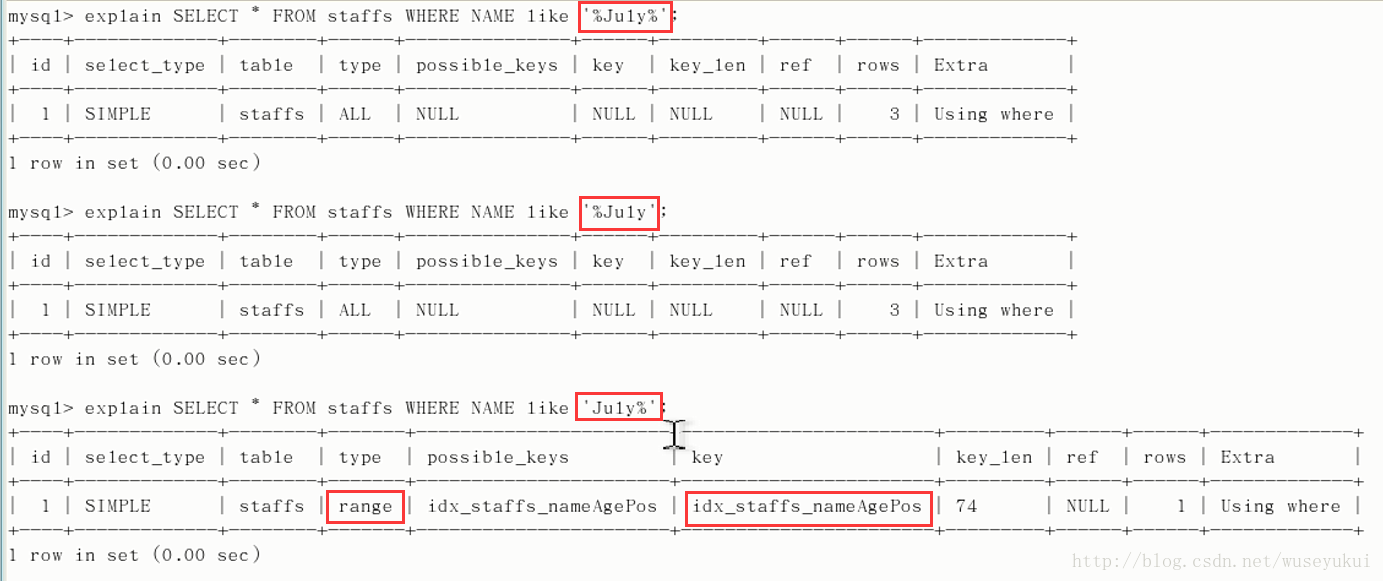 mysql> explain SELECT * FROM staffs WHERE NAME like '%July%';
+----+-------------+--------+------+---------------+------+---------+------+------+-------------+
| id | select_type | table  | type | possible_keys | key  | key_len | ref  | rows | Extra       |
+----+-------------+--------+------+---------------+------+---------+------+------+-------------+
|  1 | SIMPLE      | staffs | ALL  | NULL          | NULL | NULL    | NULL |    3 | Using where |
+----+-------------+--------+------+---------------+------+---------+------+------+-------------+
1 row in set (0.00 sec)
mysql> explain SELECT * FROM staffs WHERE NAME like '%July';
+----+-------------+--------+------+---------------+------+---------+------+------+-------------+
| id | select_type | table  | type | possible_keys | key  | key_len | ref  | rows | Extra       |
+----+-------------+--------+------+---------------+------+---------+------+------+-------------+
|  1 | SIMPLE      | staffs | ALL  | NULL          | NULL | NULL    | NULL |    3 | Using where |
+----+-------------+--------+------+---------------+------+---------+------+------+-------------+
1 row in set (0.00 sec)
mysql> explain SELECT * FROM staffs WHERE NAME like 'July%';
+----+-------------+--------+-------+-----------------------+-----------------------+---------+------+------+-------------+
| id | select_type | table  | type  | possible_keys         | key                   | key_len | ref  | rows | Extra       |
+----+-------------+--------+-------+-----------------------+-----------------------+---------+------+------+-------------+
|  1 | SIMPLE      | staffs | range | idx_staffs_nameAgePos | idx_staffs_nameAgePos | 74      | NULL |    1 | Using where |
+----+-------------+--------+-------+-----------------------+-----------------------+---------+------+------+-------------+
1 row in set (0.00 sec)
http://blog.csdn.net/wuseyukui